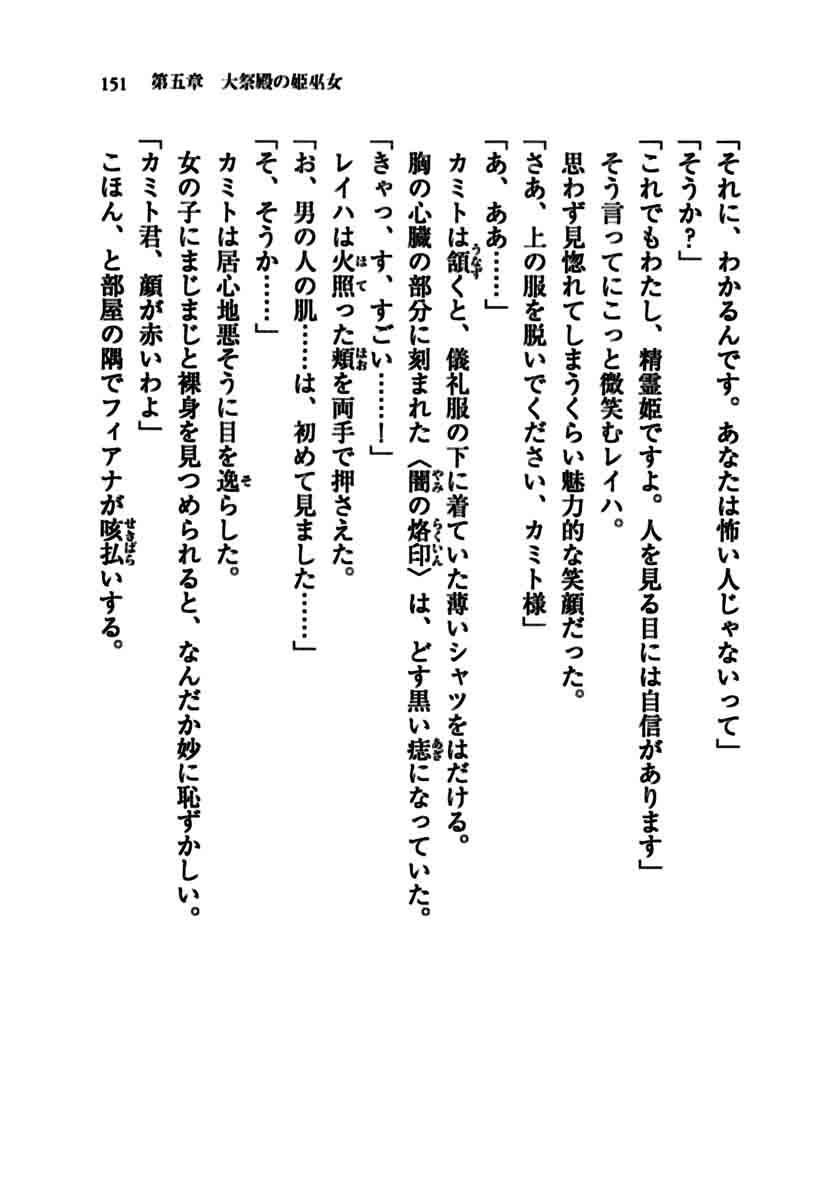 151　第五章　大祭殿の姫巫女
「それに、わかるんです。あなたは怖い人じゃないって」
「そうか？」
「これでもわたし、精霊姫ですよ。人を見る目には自信があります」
そう言ってにこっと微笑むレイハ。
思わず見惚れてしまうくらい魅力的な笑顔だった。
「さあ、上の服を脱いでください、カミト様」
「あ、ああ……」
カミトは頷くと、儀礼服の下に着ていた薄いシャツをはだける。
胸の心臓の部分に刻まれた〈闇の烙印〉は、どす黒い痣になっていた。
「きゃっ、す、すごい……！」
レイハは火照った頬を両手で押さえた。
「お、男の人の肌……は、初めて見ました……」
「そ、そうか……」
カミトは居心地悪そうに目を逸らした。
女の子にまじまじと裸身を見つめられると、なんだか妙に恥ずかしい。
「カミト君、顔が赤いわよ」
こほん、と部屋の隅でフィアナが咳払いする。